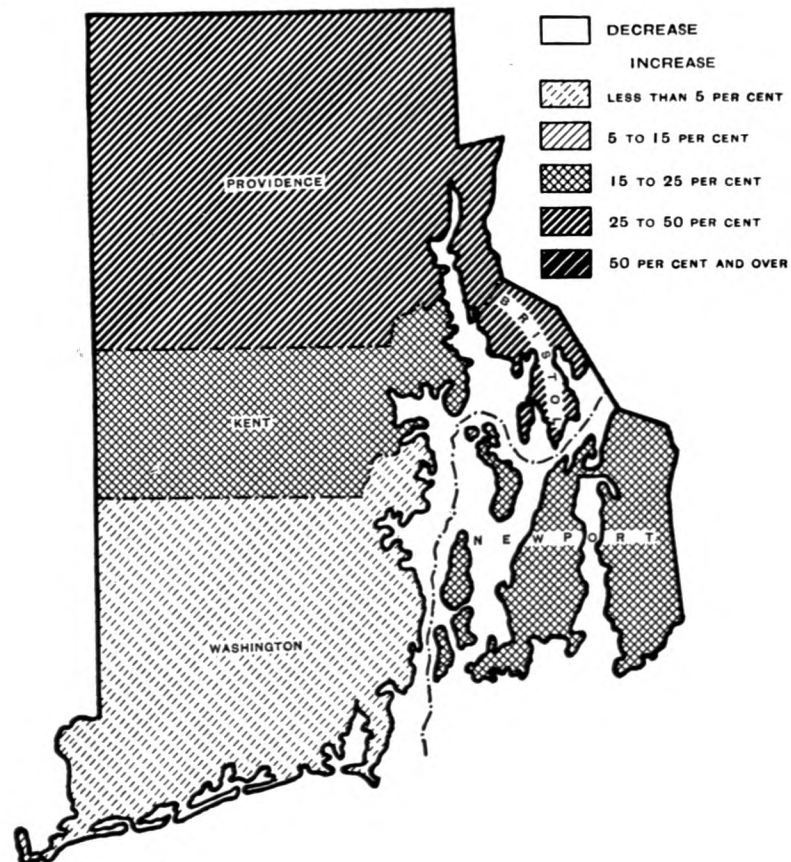 DECREASE
INCREASE
LESS THAN 5 PER CENT
5 TO 15 PER CENT
15 TO 25 PER CENT
25 TO 50 PER CENT
50 PER CENT AND OVER
PROVIDENCE
BRISTOL
KENT
NEWPORT
WASHINGTON